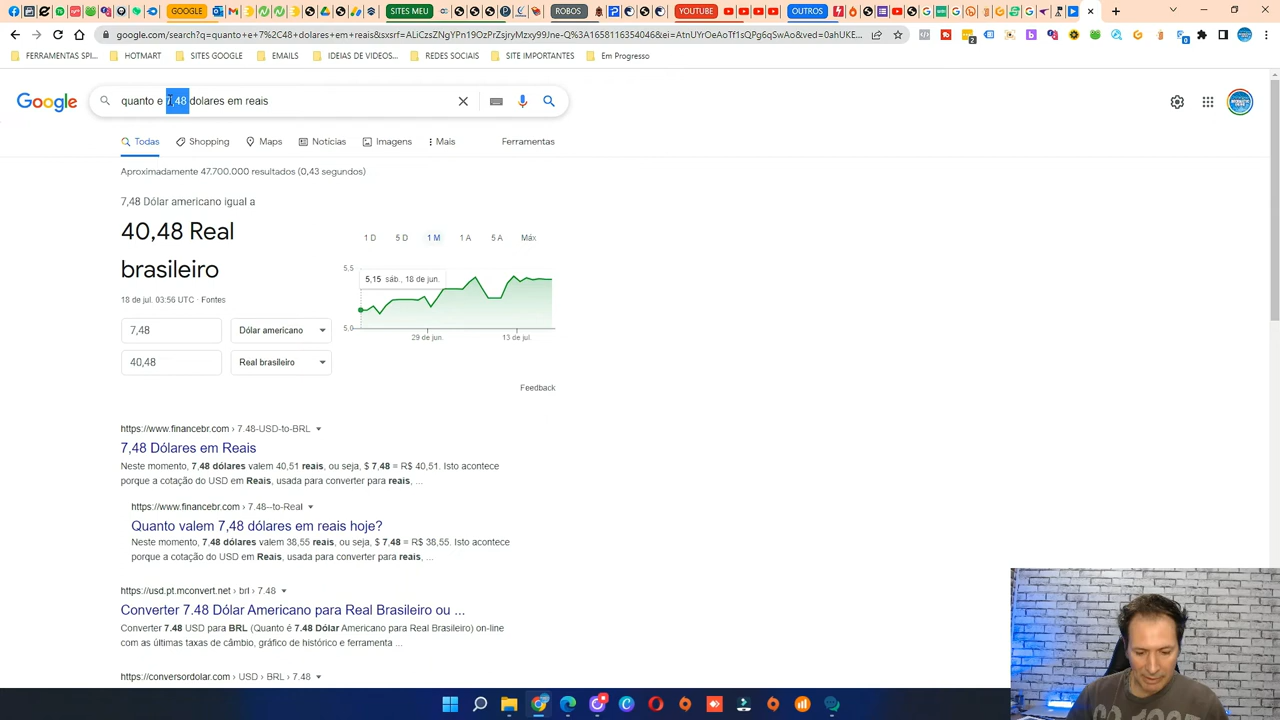 GOOGLE
SITES MEU
ROBOS
YOUTUBE
OUTROS
google.com/search?q=quanto+e+7%2C48+dolares+em+reais&sxsrf=ALiCzsZNgYPn19OzPrZsjryMzxy99Jne-Q%3A1658116354046&ei=AtnUYrOeAoTf1sQPg6qSwAo&ved=0ahUKE...
FERRAMENTAS SPI... HOTMART SITES GOOGLE EMAILS IDEIAS DE VIDEOS... REDES SOCIAIS SITES IMPORTANTES Em Progresso
Google
quanto e 7,48 dolares em reais
Todas Shopping Maps Notícias Imagens Mais Ferramentas
Aproximadamente 47.700.000 resultados (0,43 segundos)
7,48 Dólar americano igual a
40,48 Real
brasileiro
18 de jul. 03:56 UTC · Fontes
7,48 Dólar americano
40,48 Real brasileiro
1 D 5 D 1 M 1 A 5 A Máx
5,5
5,15 sáb., 18 de jun.
5,0
29 de jun. 13 de jul.
Feedback
https://www.financebr.com › 7.48-USD-to-BRL
7,48 Dólares em Reais
Neste momento, 7,48 dólares valem 40,51 reais, ou seja, $ 7,48 = R$ 40,51. Isto acontece
porque a cotação do USD em Reais, usada para converter para reais, ...
https://www.financebr.com › 7.48--to-Real
Quanto valem 7,48 dólares em reais hoje?
Neste momento, 7,48 dólares valem 38,55 reais, ou seja, $ 7,48 = R$ 38,55. Isto acontece
porque a cotação do USD em Reais, usada para converter para reais, ...
https://usd.pt.mconvert.net › brl › 7.48
Converter 7.48 Dólar Americano para Real Brasileiro ou ...
Converter 7.48 USD para BRL (Quanto é 7.48 Dólar Americano para Real Brasileiro) on-line
com as últimas taxas de câmbio, gráfico de histórico e ferramenta ...
https://conversordolar.com › USD › BRL › 7.48